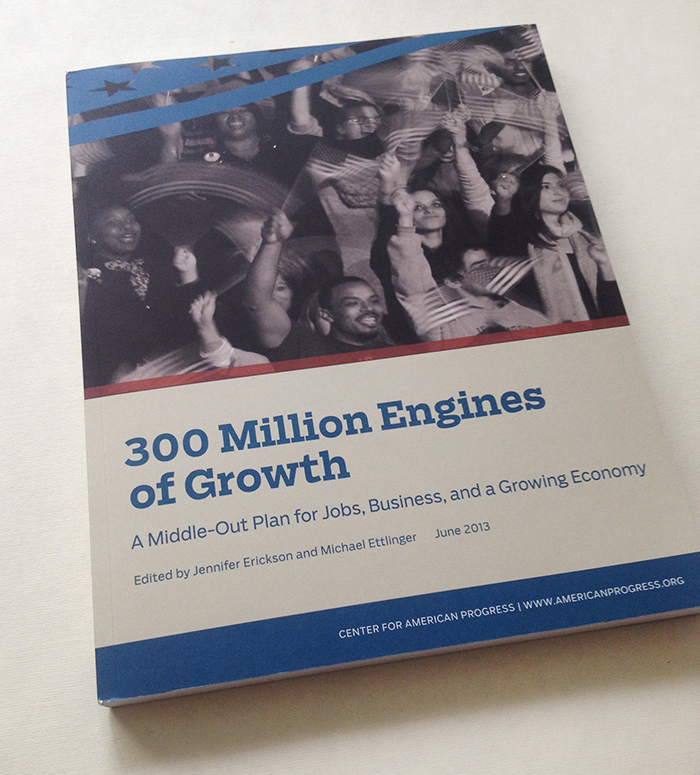 300 Million Engines
of Growth
A Middle-Out Plan for Jobs, Business, and a Growing Economy
Edited by Jennifer Erickson and Michael Ettlinger June 2013
CENTER FOR AMERICAN PROGRESS | WWW.AMERICANPROGRESS.ORG